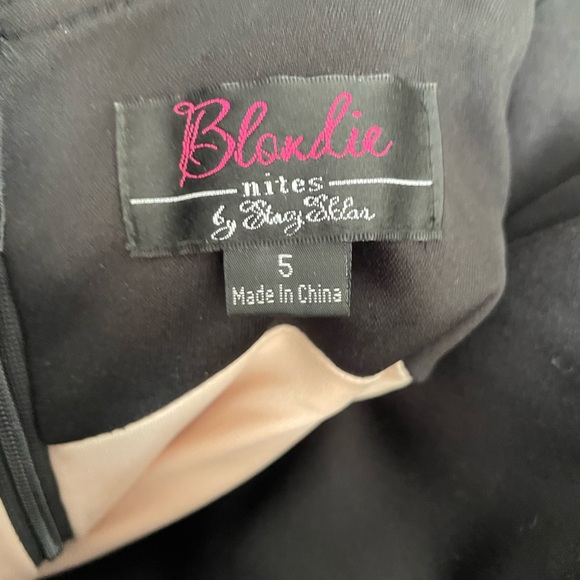 Blondie
nites
by Stacy Sklar
5
Made In China